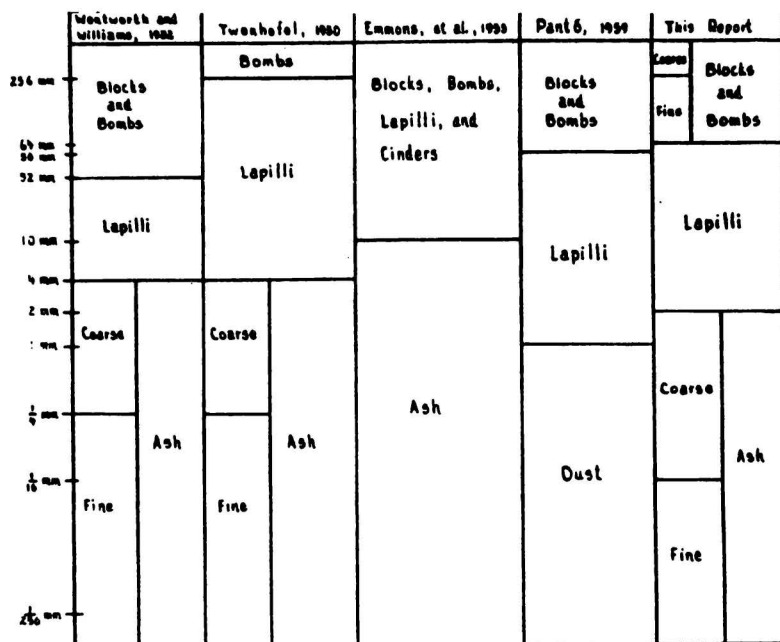 Wentworth and
Williams, 1932
Twenhofel, 1950
Emmons, et al., 1955
1959
This Report
Bombs
Coarse
256 mm
Blocks
and
Bombs
Blocks, Bombs,
Lapilli, and
Cinders
Blocks
and
Bombs
Fine
Blocks
and
Bombs
64 mm
50 mm
32 mm
Lapilli
Lapilli
Lapilli
Lapilli
10 mm
4 mm
2 mm
1 mm
Coarse
Coarse
Ash
Coarse
1/4 mm
Ash
Ash
Dust
Ash
1/16 mm
Fine
Fine
Fine
1/256 mm